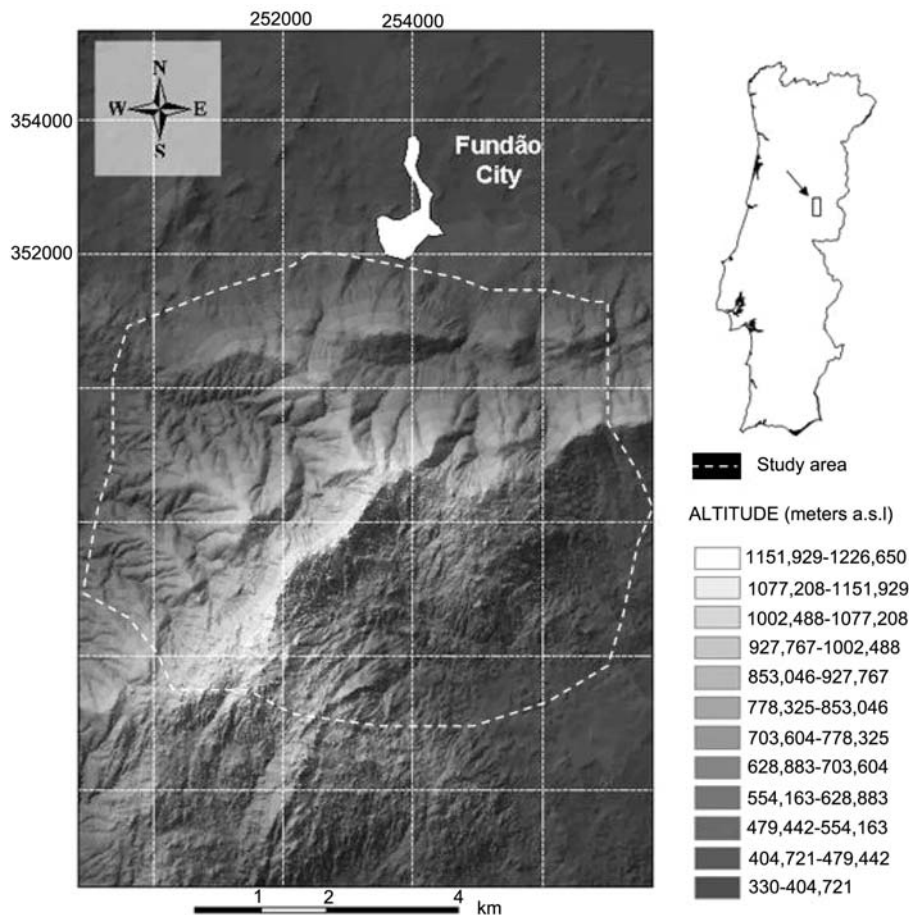 252000 254000
N
W E
S
354000
Fundão
City
352000
Study area
ALTITUDE (meters a.s.l)
1151,929-1226,650
1077,208-1151,929
1002,488-1077,208
927,767-1002,488
853,046-927,767
778,325-853,046
703,604-778,325
628,883-703,604
554,163-628,883
479,442-554,163
404,721-479,442
330-404,721
1 2 4
km